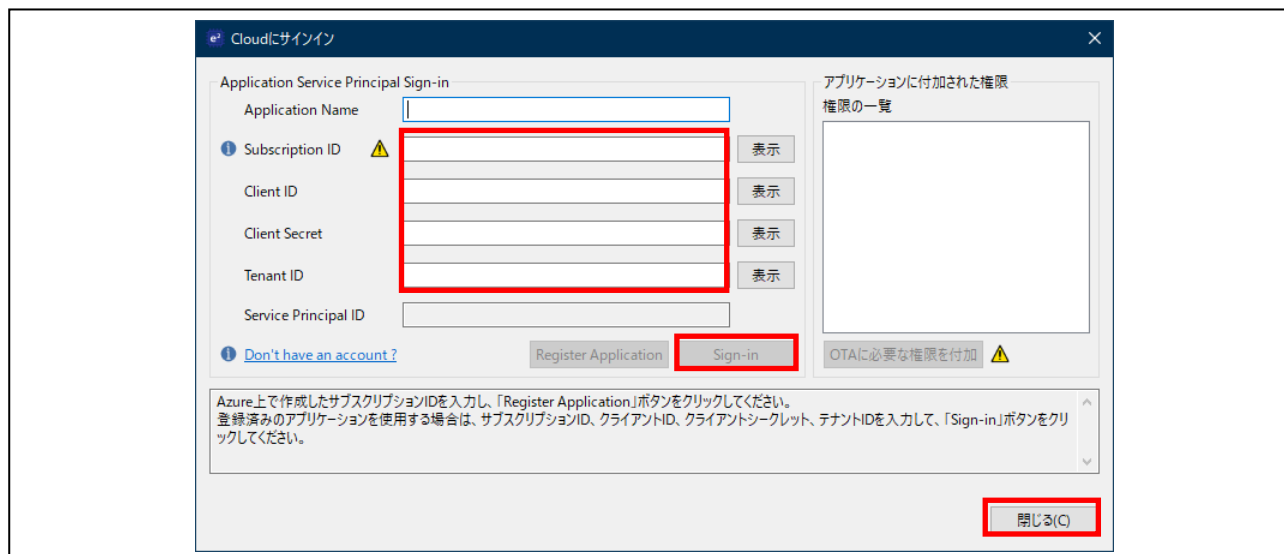 e² Cloudにサインイン
Application Service Principal Sign-in
Application Name
Subscription ID 表示
Client ID 表示
Client Secret 表示
Tenant ID 表示
Service Principal ID
Don't have an account ?
Register Application
Sign-in
アプリケーションに付加された権限
権限の一覧
OTAに必要な権限を付加
Azure上で作成したサブスクリプションIDを入力し、「Register Application」ボタンをクリックしてください。
登録済みのアプリケーションを使用する場合は、サブスクリプションID、クライアントID、クライアントシークレット、テナントIDを入力して、「Sign-in」ボタンをクリ
ックしてください。
閉じる(C)